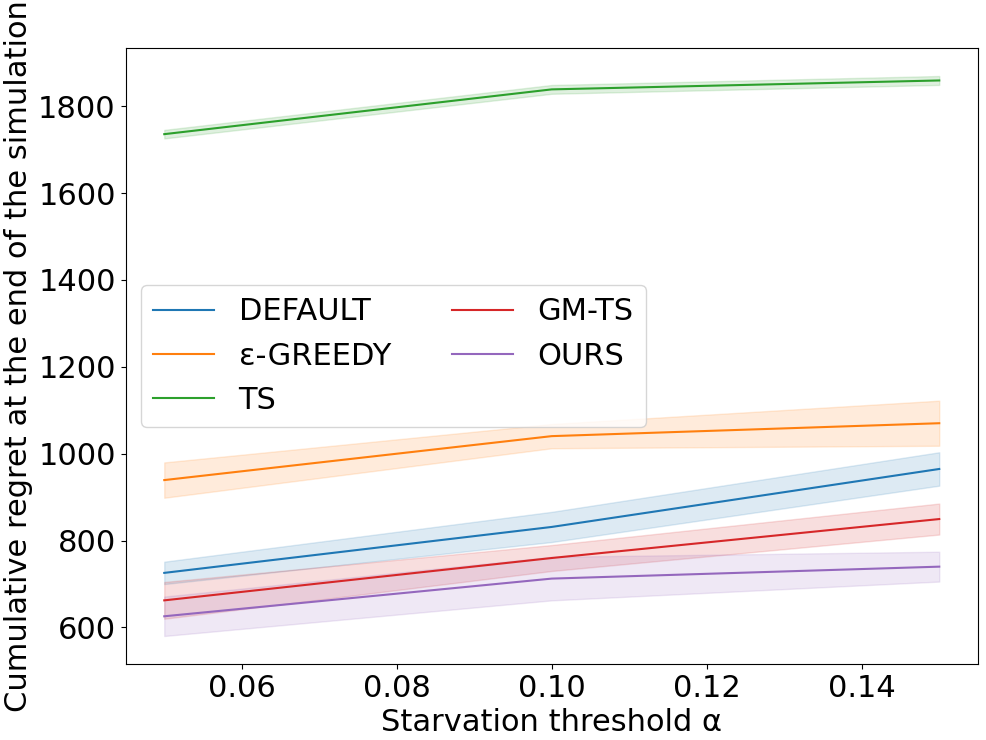 Cumulative regret at the end of the simulation
1800
1600
1400
1200
1000
800
600
DEFAULT
ε-GREEDY
TS
GM-TS
OURS
0.06 0.08 0.10 0.12 0.14
Starvation threshold α